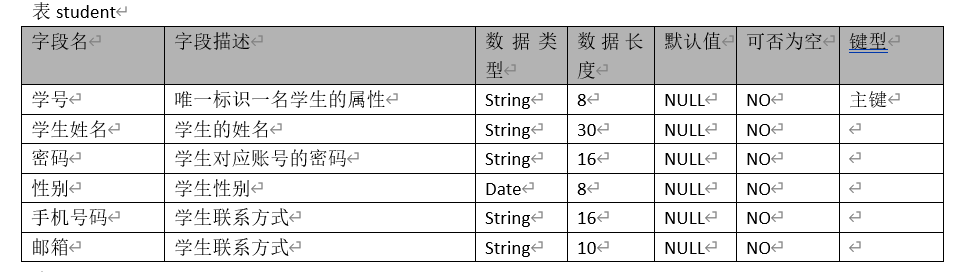 表 student
字段名 字段描述 数据类型 数据长度 默认值 可否为空 键型
学号 唯一标识一名学生的属性 String 8 NULL NO 主键
学生姓名 学生的姓名 String 30 NULL NO
密码 学生对应账号的密码 String 16 NULL NO
性别 学生性别 Date 8 NULL NO
手机号码 学生联系方式 String 16 NULL NO
邮箱 学生联系方式 String 10 NULL NO